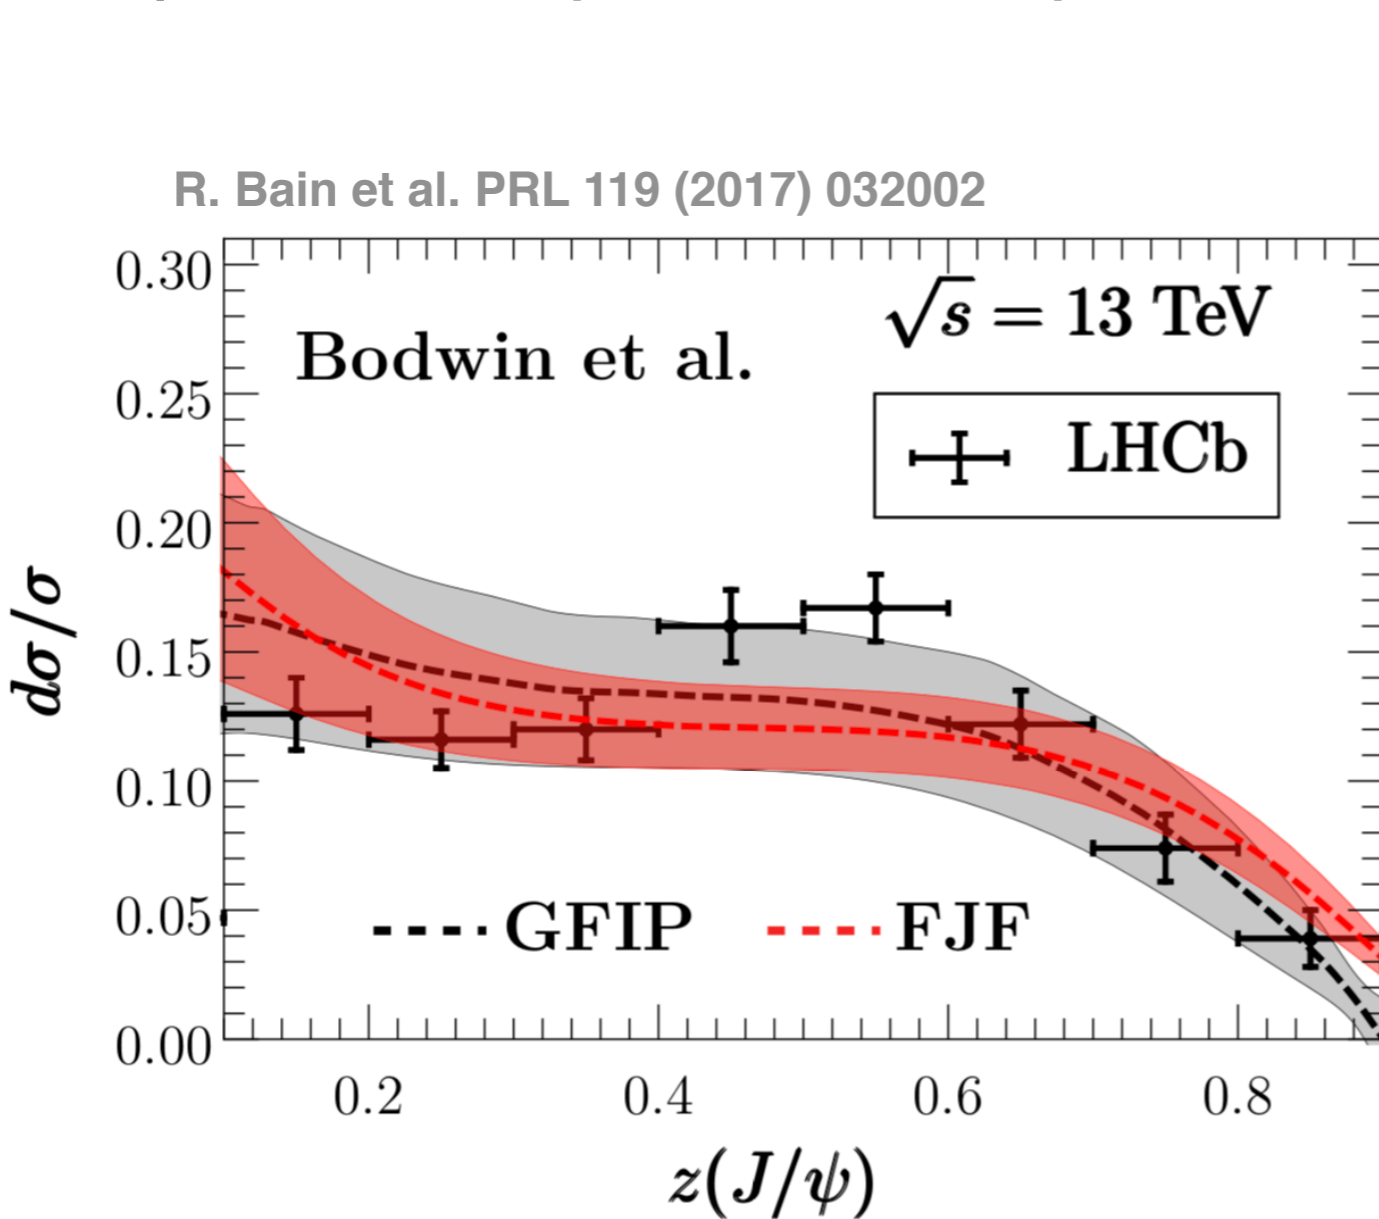 R. Bain et al. PRL 119 (2017) 032002
0.30
√s = 13 TeV
Bodwin et al.
0.25
LHCb
0.20
dσ/σ
0.15
0.10
0.05
GFIP
FJF
0.00
0.2 0.4 0.6 0.8
z(J/ψ)